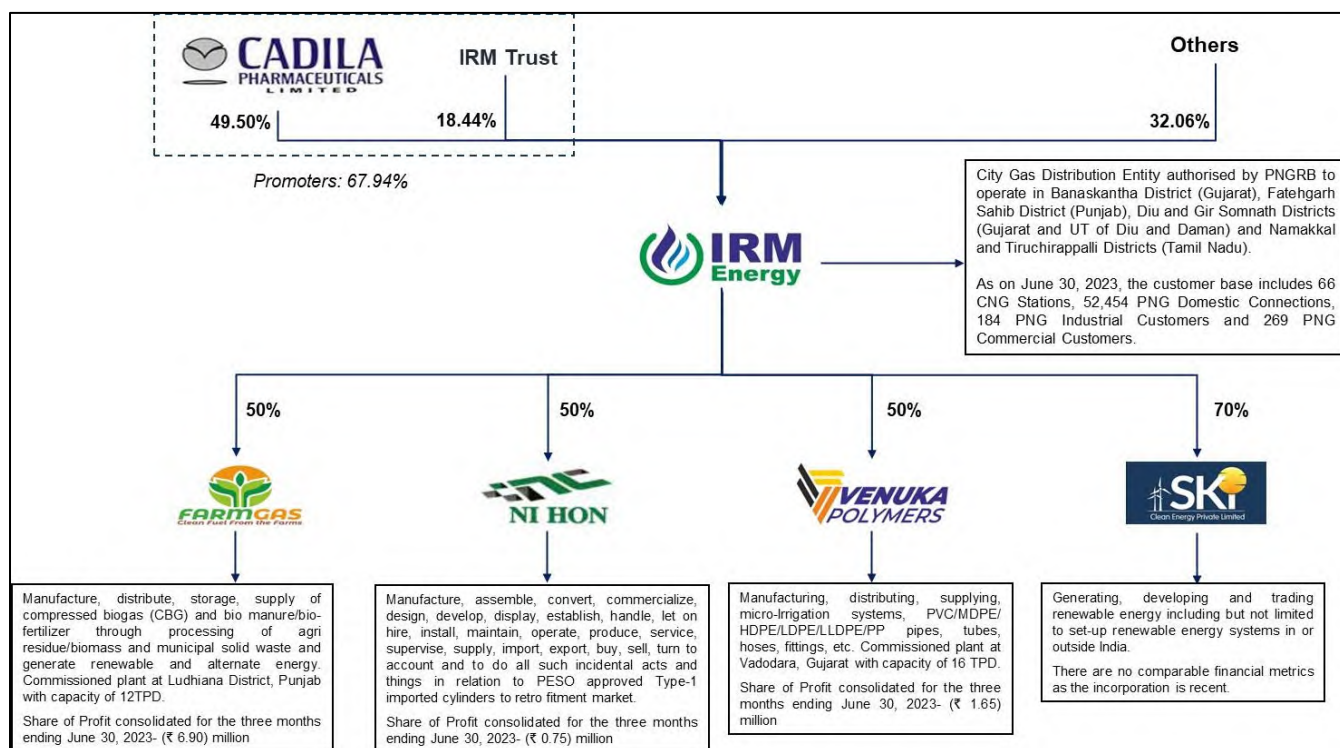 CADILA
PHARMACEUTICALS
LIMITED
IRM Trust
Others
49.50%
18.44%
32.06%
Promoters: 67.94%
City Gas Distribution Entity authorised by PNGRB to
operate in Banaskantha District (Gujarat), Fatehgarh
Sahib District (Punjab), Diu and Gir Somnath Districts
(Gujarat and UT of Diu and Daman) and Namakkal
and Tiruchirappalli Districts (Tamil Nadu).
As on June 30, 2023, the customer base includes 66
CNG Stations, 52,454 PNG Domestic Connections,
184 PNG Industrial Customers and 269 PNG
Commercial Customers.
IRM
Energy
50%
50%
50%
70%
FARMGAS
Clean Fuel From the Farms
NI HON
VENUKA
POLYMERS
SKi
Clean Energy Private Limited
Manufacture, distribute, storage, supply of
compressed biogas (CBG) and bio manure/bio-
fertilizer through processing of agri
residue/biomass and municipal solid waste and
generate renewable and alternate energy.
Commissioned plant at Ludhiana District, Punjab
with capacity of 12TPD.
Share of Profit consolidated for the three months
ending June 30, 2023- (₹ 6.90) million
Manufacture, assemble, convert, commercialize,
design, develop, display, establish, handle, let on
hire, install, maintain, operate, produce, service,
supervise, supply, import, export, buy, sell, turn to
account and to do all such incidental acts and
things in relation to PESO approved Type-1
imported cylinders to retro fitment market.
Share of Profit consolidated for the three months
ending June 30, 2023- (₹ 0.75) million
Manufacturing, distributing, supplying,
micro-Irrigation systems, PVC/MDPE/
HDPE/LDPE/LLDPE/PP pipes, tubes,
hoses, fittings, etc. Commissioned plant at
Vadodara, Gujarat with capacity of 16 TPD.
Share of Profit consolidated for the three
months ending June 30, 2023- (₹ 1.65)
million
Generating, developing and trading
renewable energy including but not limited
to set-up renewable energy systems in or
outside India.
There are no comparable financial metrics
as the incorporation is recent.